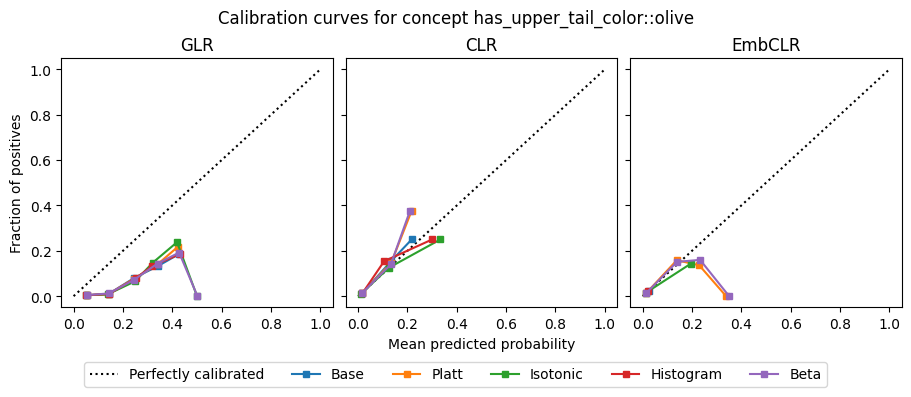 Calibration curves for concept has_upper_tail_color::olive
GLR
CLR
EmbCLR
Fraction of positives
1.0
0.8
0.6
0.4
0.2
0.0
0.0 0.2 0.4 0.6 0.8 1.0
0.0 0.2 0.4 0.6 0.8 1.0
0.0 0.2 0.4 0.6 0.8 1.0
Mean predicted probability
Perfectly calibrated Base Platt Isotonic Histogram Beta